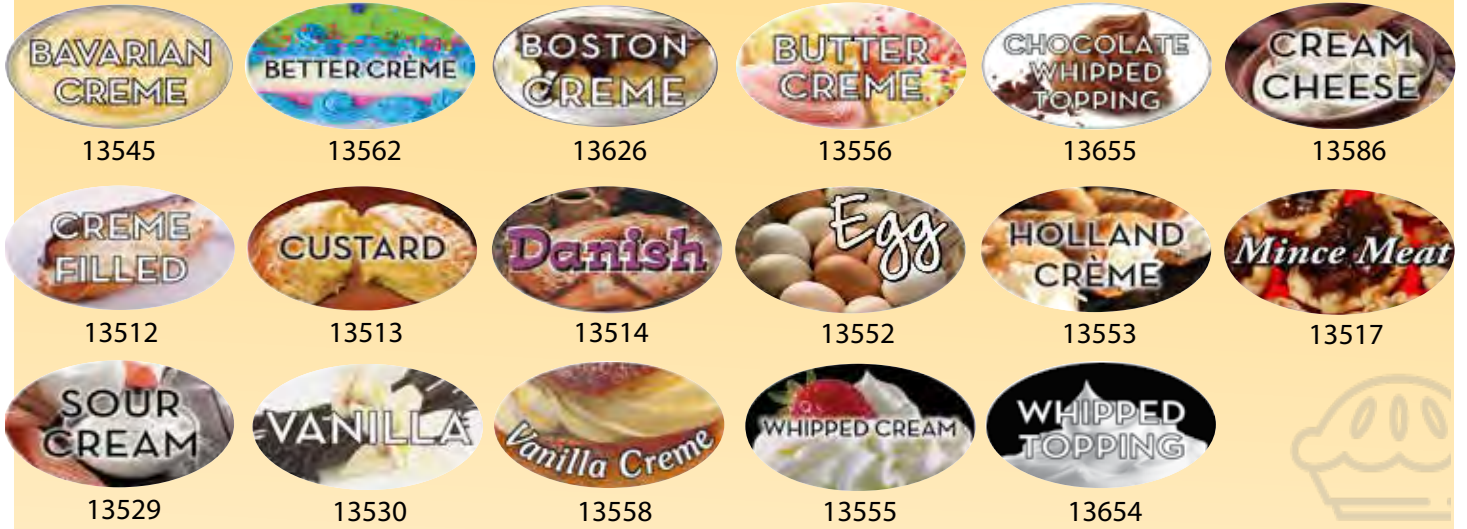 BAVARIAN
CREME
BETTER CRÈME
BOSTON
CREME
BUTTER
CREME
CHOCOLATE
WHIPPED
TOPPING
CREAM
CHEESE
13545
13562
13626
13556
13655
13586
CREME
FILLED
CUSTARD
Danish
Egg
HOLLAND
CRÈME
Mince Meat
13512
13513
13514
13552
13553
13517
SOUR
CREAM
VANILLA
Vanilla Creme
WHIPPED CREAM
WHIPPED
TOPPING
13529
13530
13558
13555
13654